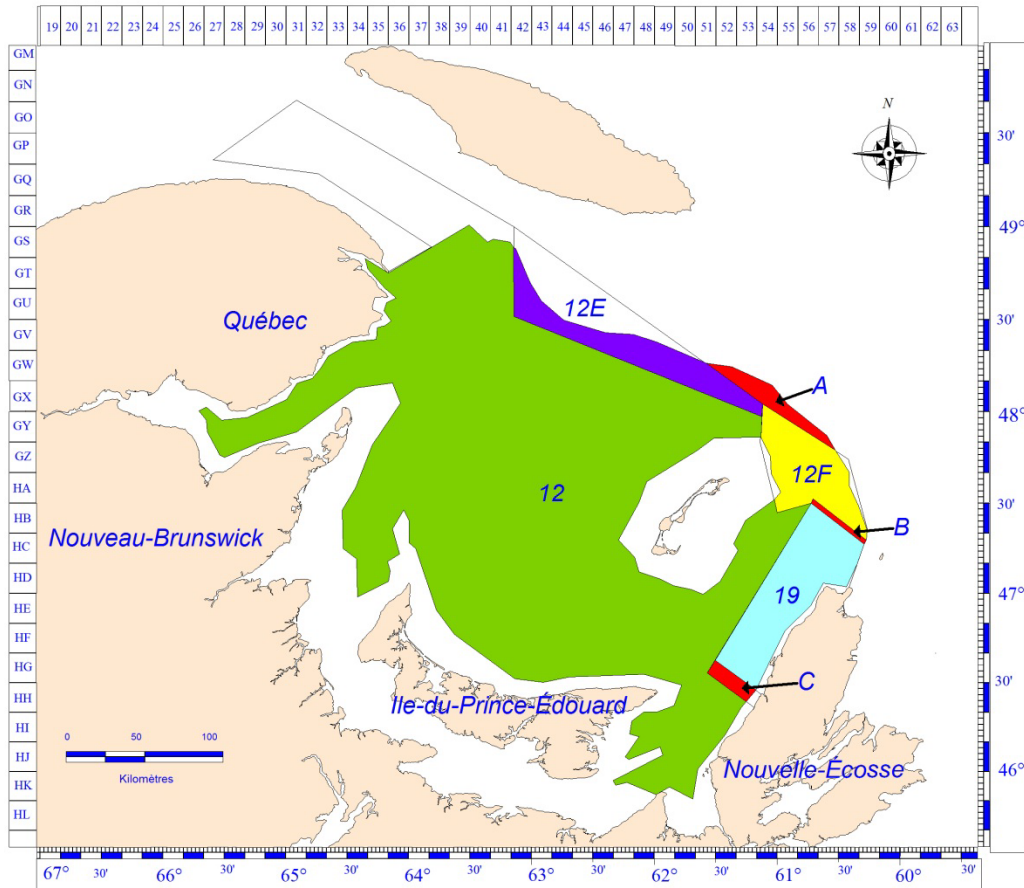 19 20 21 22 23 24 25 26 27 28 29 30 31 32 33 34 35 36 37 38 39 40 41 42 43 44 45 46 47 48 49 50 51 52 53 54 55 56 57 58 59 60 61 62 63
GM
GN
GO
GP
GQ
GR
GS
GT
GU
GV
GW
GX
GY
GZ
HA
HB
HC
HD
HE
HF
HG
HH
HI
HJ
HK
HL
N
30'
49°
30'
48°
30'
47°
30'
46°
Québec
12E
A
12F
12
B
Nouveau-Brunswick
19
C
Ile-du-Prince-Édouard
Nouvelle-Écosse
0 50 100
Kilomètres
67° 30' 66° 30' 65° 30' 64° 30' 63° 30' 62° 30' 61° 30' 60° 30'